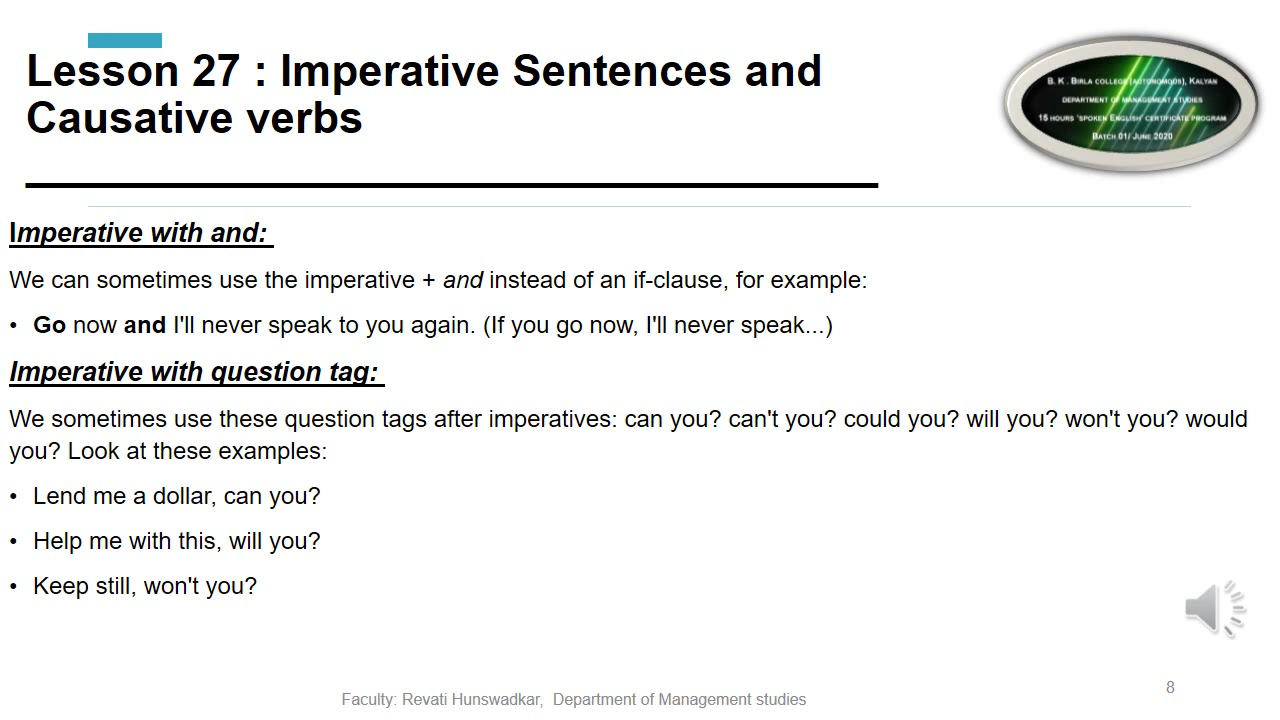 Lesson 27 : Imperative Sentences and
Causative verbs
B. K . Birla college (autonomous), Kalyan
department of management studies
15 hours 'spoken English' certificate program
Batch 01/ June 2020
Imperative with and:
We can sometimes use the imperative + and instead of an if-clause, for example:
• Go now and I'll never speak to you again. (If you go now, I'll never speak...)
Imperative with question tag:
We sometimes use these question tags after imperatives: can you? can't you? could you? will you? won't you? would
you? Look at these examples:
• Lend me a dollar, can you?
• Help me with this, will you?
• Keep still, won't you?
Faculty: Revati Hunswadkar, Department of Management studies
8